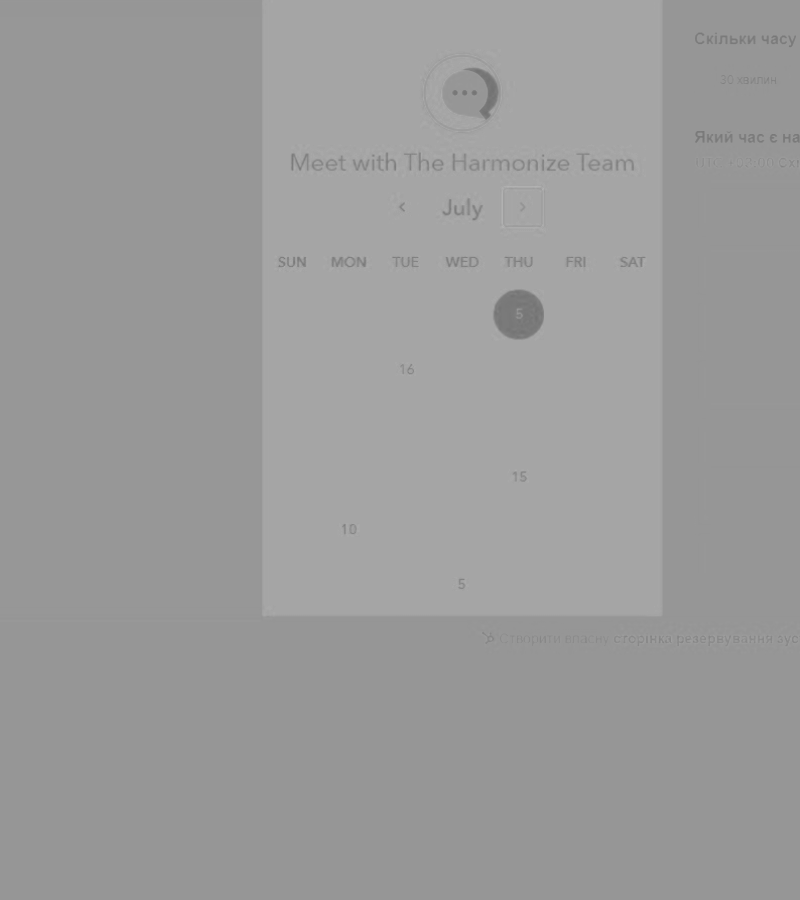 Meet with The Harmonize Team
July
SUN MON TUE WED THU FRI SAT
5
16
15
10
5
Скільки часу
30 хвилин
Який час є на
Створити власну сторінка резервування зус